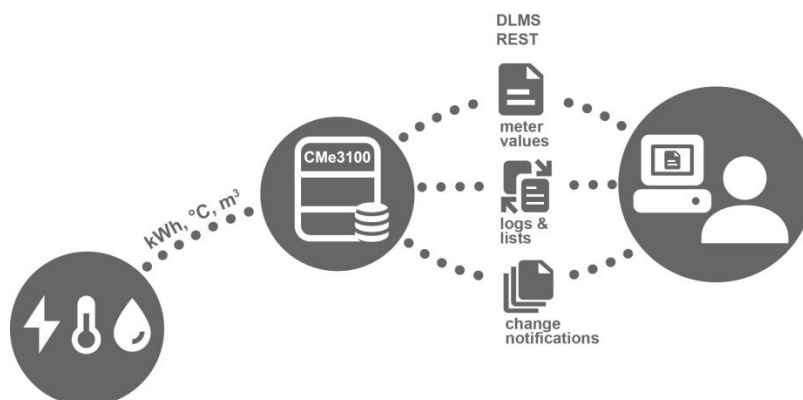 DLMS
REST
CMe3100
meter
values
kWh, °C, m³
logs &
lists
change
notifications